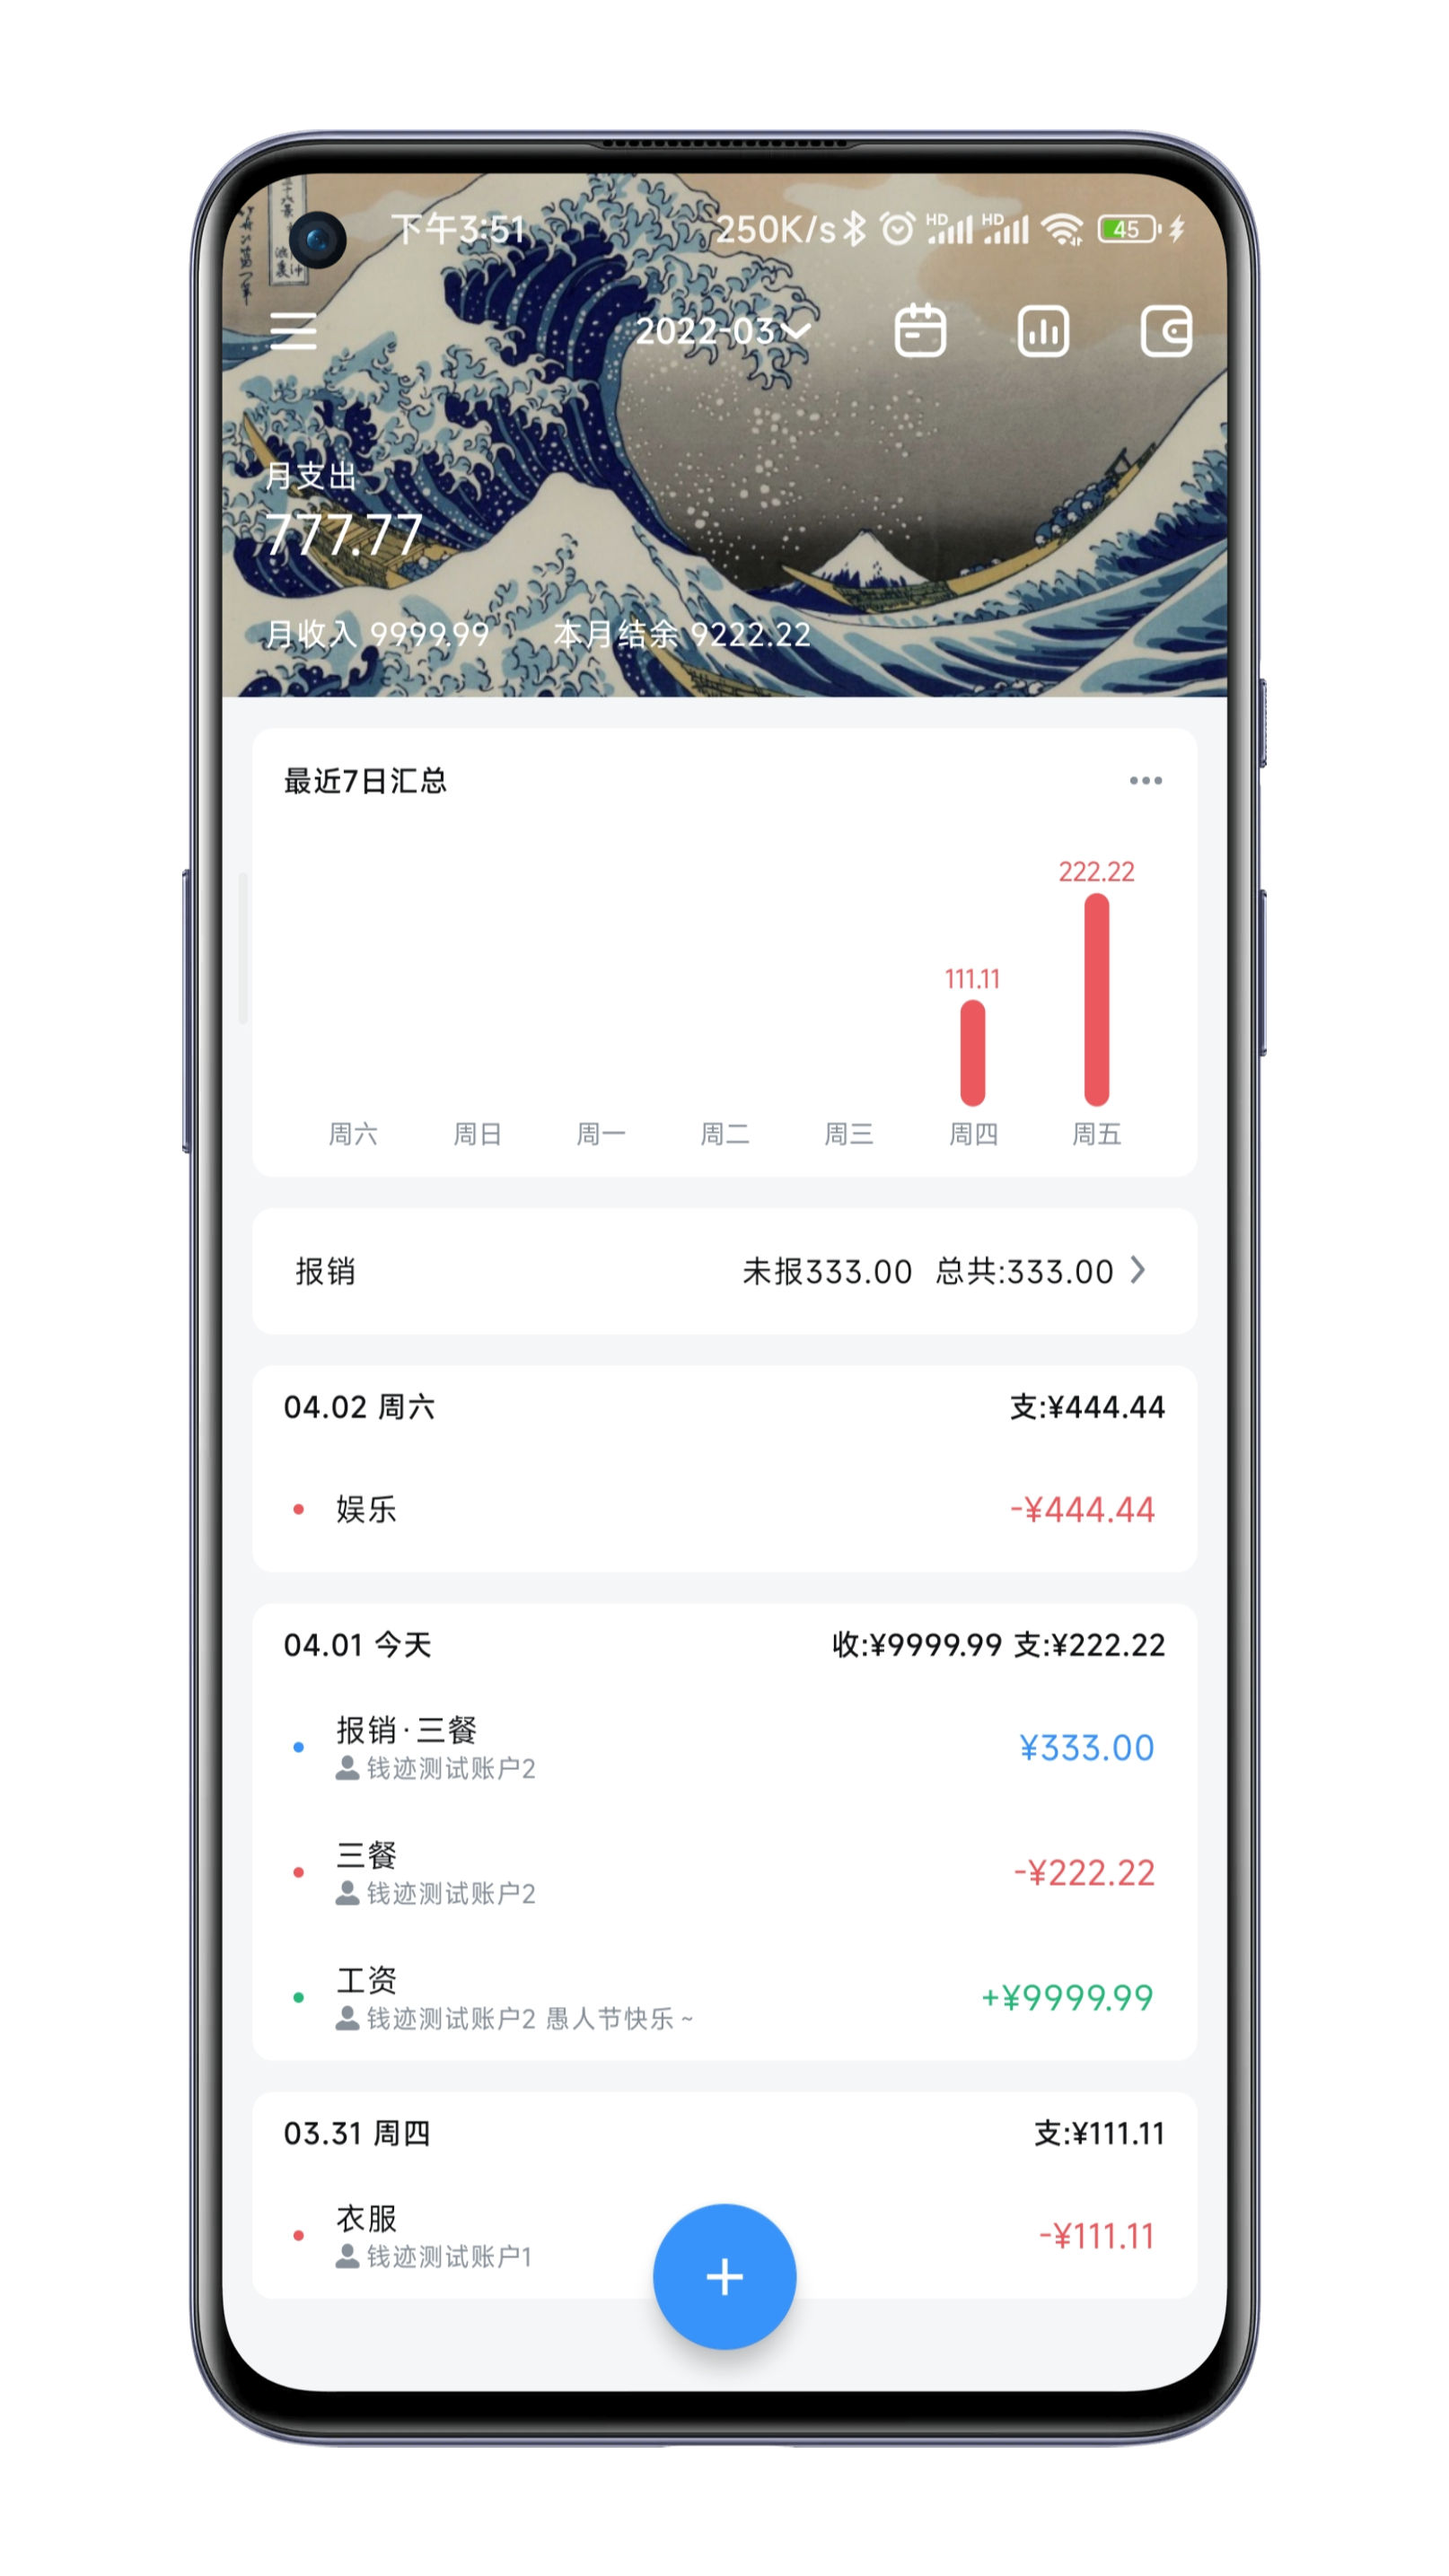 下午3:51 250K/s HD HD 45
2022-03
月支出
777.77
月收入 9999.99 本月结余 9222.22
最近7日汇总
222.22
111.11
周六 周日 周一 周二 周三 周四 周五
报销 未报333.00 总共:333.00
04.02 周六 支:¥444.44
娱乐 -¥444.44
04.01 今天 收:¥9999.99 支:¥222.22
报销·三餐 ¥333.00
钱迹测试账户2
三餐 -¥222.22
钱迹测试账户2
工资 +¥9999.99
钱迹测试账户2 愚人节快乐~
03.31 周四 支:¥111.11
衣服 -¥111.11
钱迹测试账户1
+